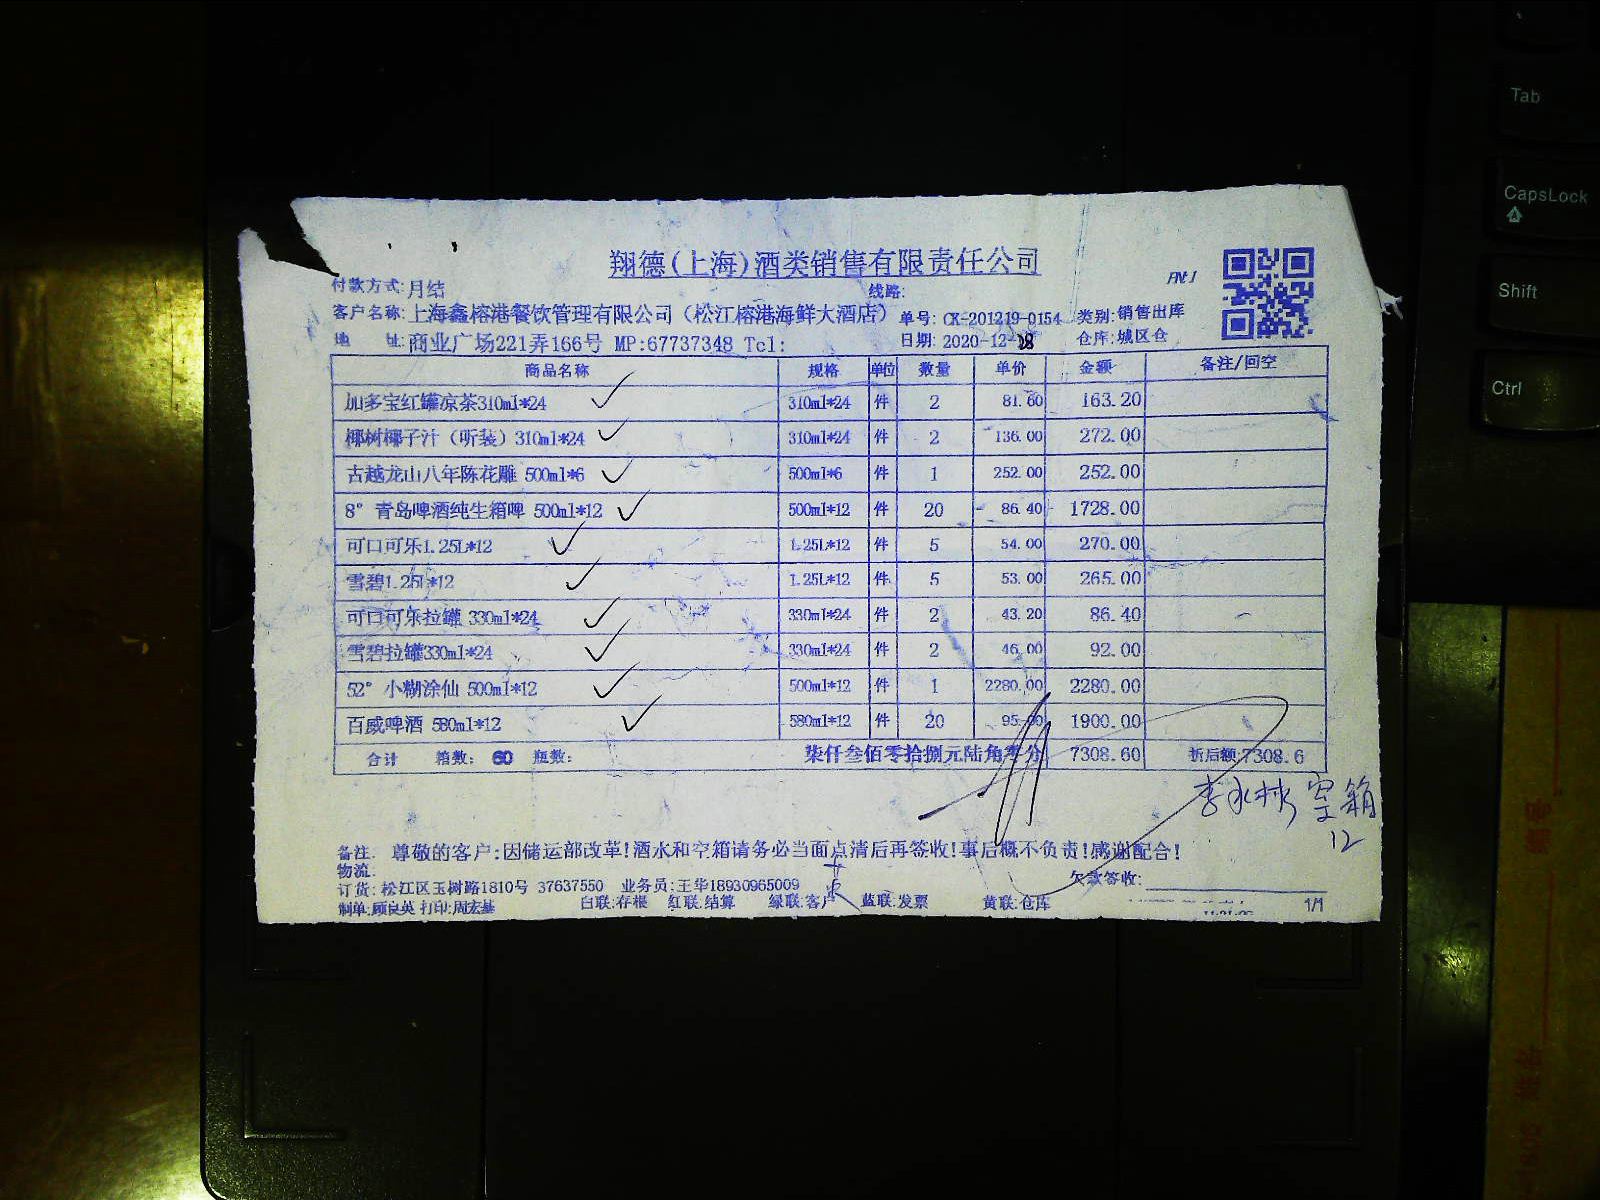 翔德(上海)酒类销售有限责任公司
付款方式:月结 线路:
客户名称:上海鑫榕港餐饮管理有限公司（松江榕港海鲜大酒店） 单号: CK-201219-0154 类别:销售出库
地 址:商业广场221弄166号 MP:67737348 Tel: 日期: 2020-12- 仓库:城区仓
商品名称 规格 单位 数量 单价 金额 备注/回空
加多宝红罐凉茶310ml*24 310ml*24 件 2 81.60 163.20
椰树椰子汁（听装）310ml*24 310ml*24 件 2 136.00 272.00
古越龙山八年陈花雕 500ml*6 500ml*6 件 1 252.00 252.00
8° 青岛啤酒纯生箱啤 500ml*12 500ml*12 件 20 86.40 1728.00
可口可乐1.25L*12 1.25L*12 件 5 54.00 270.00
雪碧1.25l*12 1.25L*12 件 5 53.00 265.00
可口可乐拉罐 330ml*24 330ml*24 件 2 43.20 86.40
雪碧拉罐330ml*24 330ml*24 件 2 46.00 92.00
52° 小糊涂仙 500ml*12 500ml*12 件 1 2280.00 2280.00
百威啤酒 580ml*12 580ml*12 件 20 95.00 1900.00
合计 箱数: 60 瓶数: 柒仟叁佰零拾捌元陆角零分 7308.60 折后额:7308.6
空箱
12
备注. 尊敬的客户:因储运部改革!酒水和空箱请务必当面点清后再签收!事后概不负责!感谢配合!
物流.
欠款签收:
订货: 松江区玉树路1810号 37637550 业务员:王华18930965009
制单:顾良英 打印:周宏基 白联:存根 红联:结算 绿联:客户 蓝联:发票 黄联:仓库 1/1
Tab
CapsLock
Shift
Ctrl